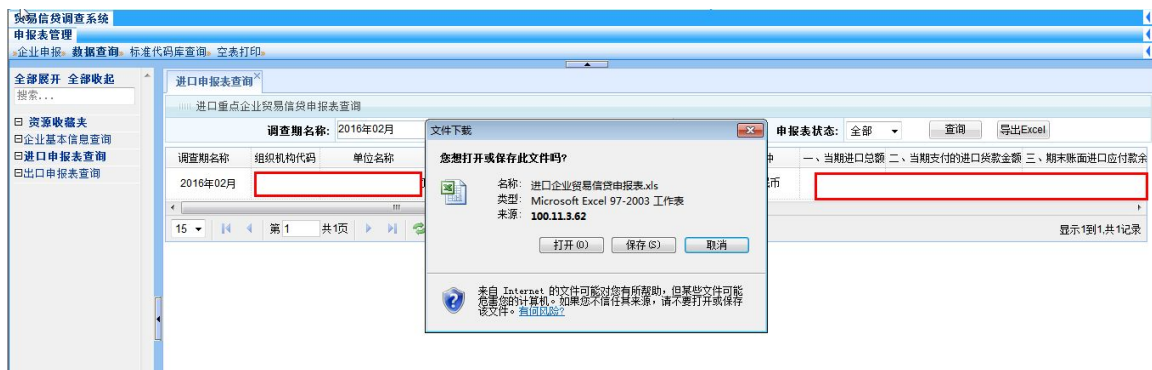 贸易信贷调查系统
申报表管理
企业申报 数据查询 标准代码库查询 空表打印
全部展开 全部收起
搜索...
资源收藏夹
企业基本信息查询
进口申报表查询
出口申报表查询
进口申报表查询
进口重点企业贸易信贷申报表查询
调查期名称: 2016年02月
申报表状态: 全部 查询 导出Excel
调查期名称 组织机构代码 单位名称 一、当期进口总额 二、当期支付的进口货款金额 三、期末账面进口应付款余
2016年02月 币
15 第 1 共1页 显示1到1,共1记录
文件下载
您想打开或保存此文件吗?
名称: 进口企业贸易信贷申报表.xls
类型: Microsoft Excel 97-2003 工作表
来源: 100.11.3.62
打开(O) 保存(S) 取消
来自 Internet 的文件可能对您有所帮助,但某些文件可能
危害您的计算机。如果您不信任其来源,请不要打开或保存
该文件。有何风险?